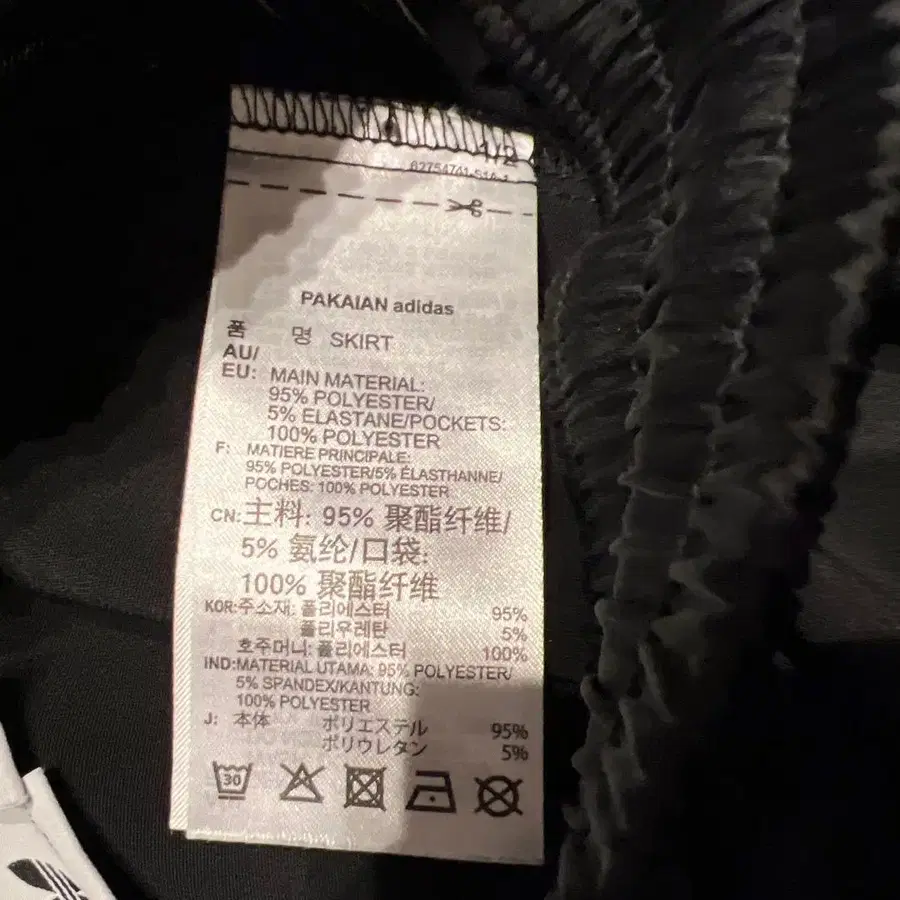 1/2
62754741-S1A-1
PAKAIAN adidas
품 명 SKIRT
AU/
EU: MAIN MATERIAL:
95% POLYESTER/
5% ELASTANE/POCKETS:
100% POLYESTER
F: MATIERE PRINCIPALE:
95% POLYESTER/5% ÉLASTHANNE/
POCHES: 100% POLYESTER
CN:主料: 95% 聚酯纤维/
5% 氨纶/口袋:
100% 聚酯纤维
KOR:주소재: 폴리에스터 95%
폴리우레탄 5%
호주머니: 폴리에스터 100%
IND:MATERIAL UTAMA: 95% POLYESTER/
5% SPANDEX/KANTUNG:
100% POLYESTER
J: 本体 ポリエステル 95%
ポリウレタン 5%
30